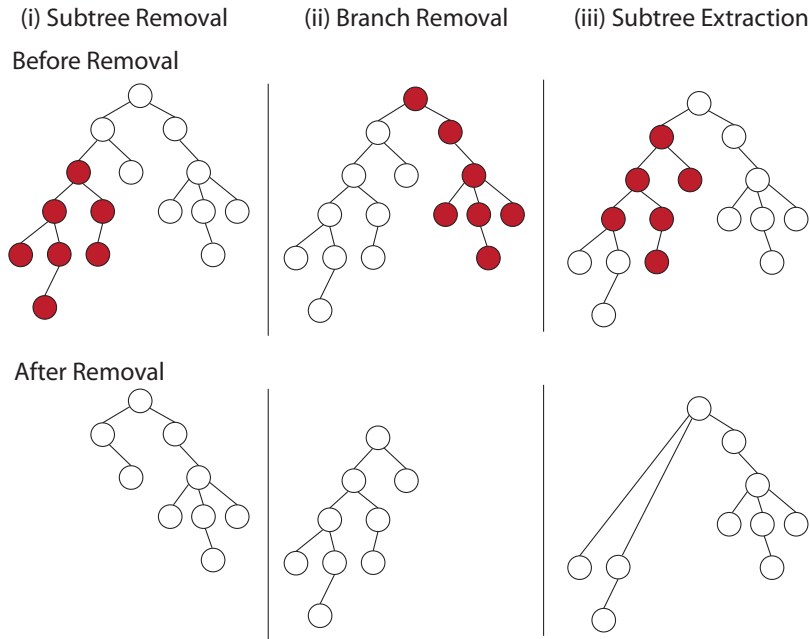 (i) Subtree Removal
(ii) Branch Removal
(iii) Subtree Extraction
Before Removal
After Removal